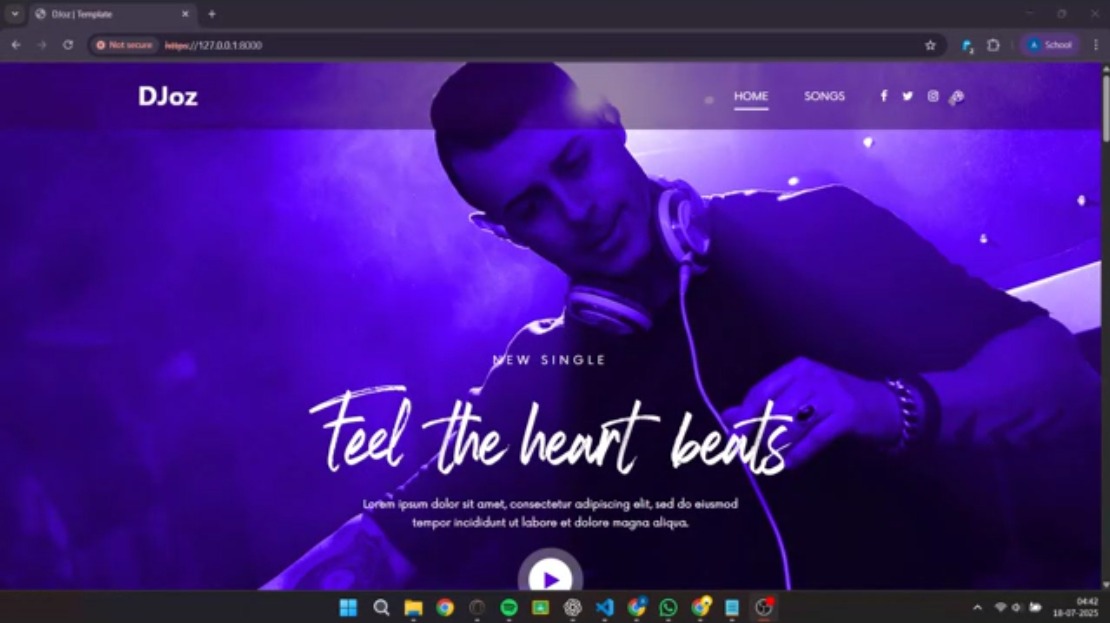 DJoz | Template
Not secure https://127.0.0.1:8000
School
DJoz
HOME SONGS
NEW SINGLE
Feel the heart beats
Lorem ipsum dolor sit amet, consectetur adipiscing elit, sed do eiusmod
tempor incididunt ut labore et dolore magna aliqua.
04:42
18-07-2025